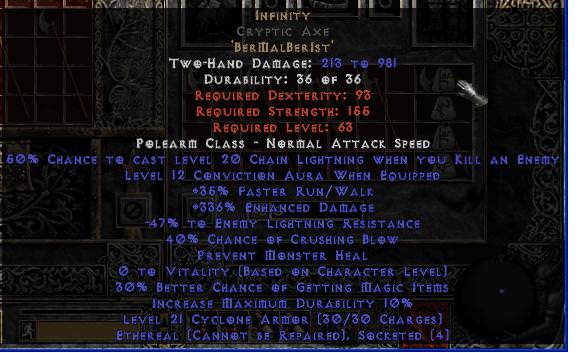 Infinity
Cryptic Axe
'BerMalBerIst'
Two-Hand Damage: 213 to 981
Durability: 36 of 36
Required Dexterity: 93
Required Strength: 155
Required Level: 63
Polearm Class - Normal Attack Speed
50% Chance to cast level 20 Chain Lightning when you Kill an Enemy
Level 12 Conviction Aura When Equipped
+35% Faster Run/Walk
+336% Enhanced Damage
-47% to Enemy Lightning Resistance
40% Chance of Crushing Blow
Prevent Monster Heal
0 to Vitality (Based on Character Level)
30% Better Chance of Getting Magic Items
Increase Maximum Durability 10%
Level 21 Cyclone Armor (30/30 Charges)
Ethereal (Cannot be Repaired), Socketed (4)